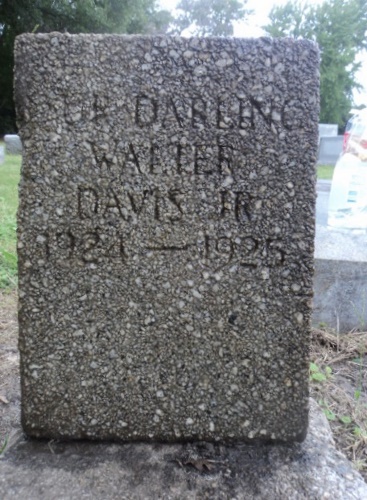 OUR DARLING
WALTER
DAVIS JR
1924 — 1925